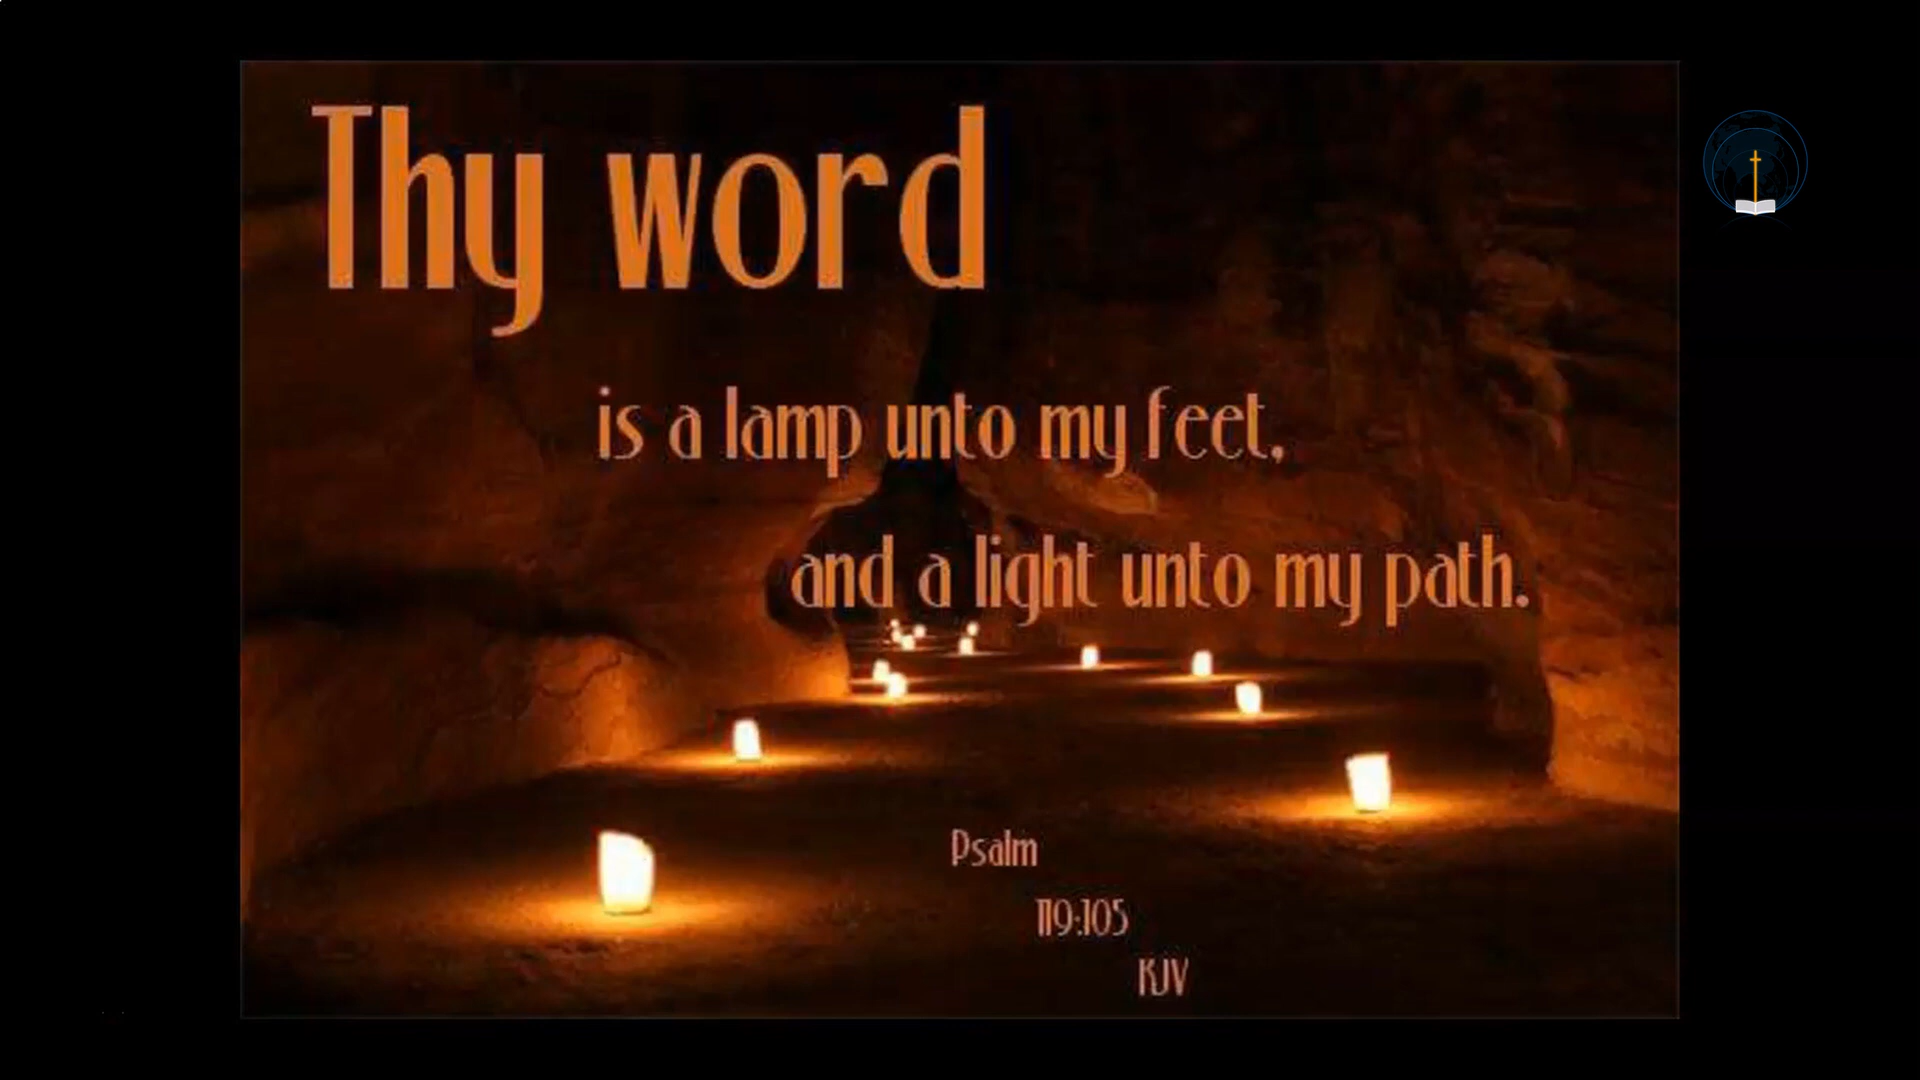 Thy word
is a lamp unto my feet,
and a light unto my path.
Psalm
119:105
KJV